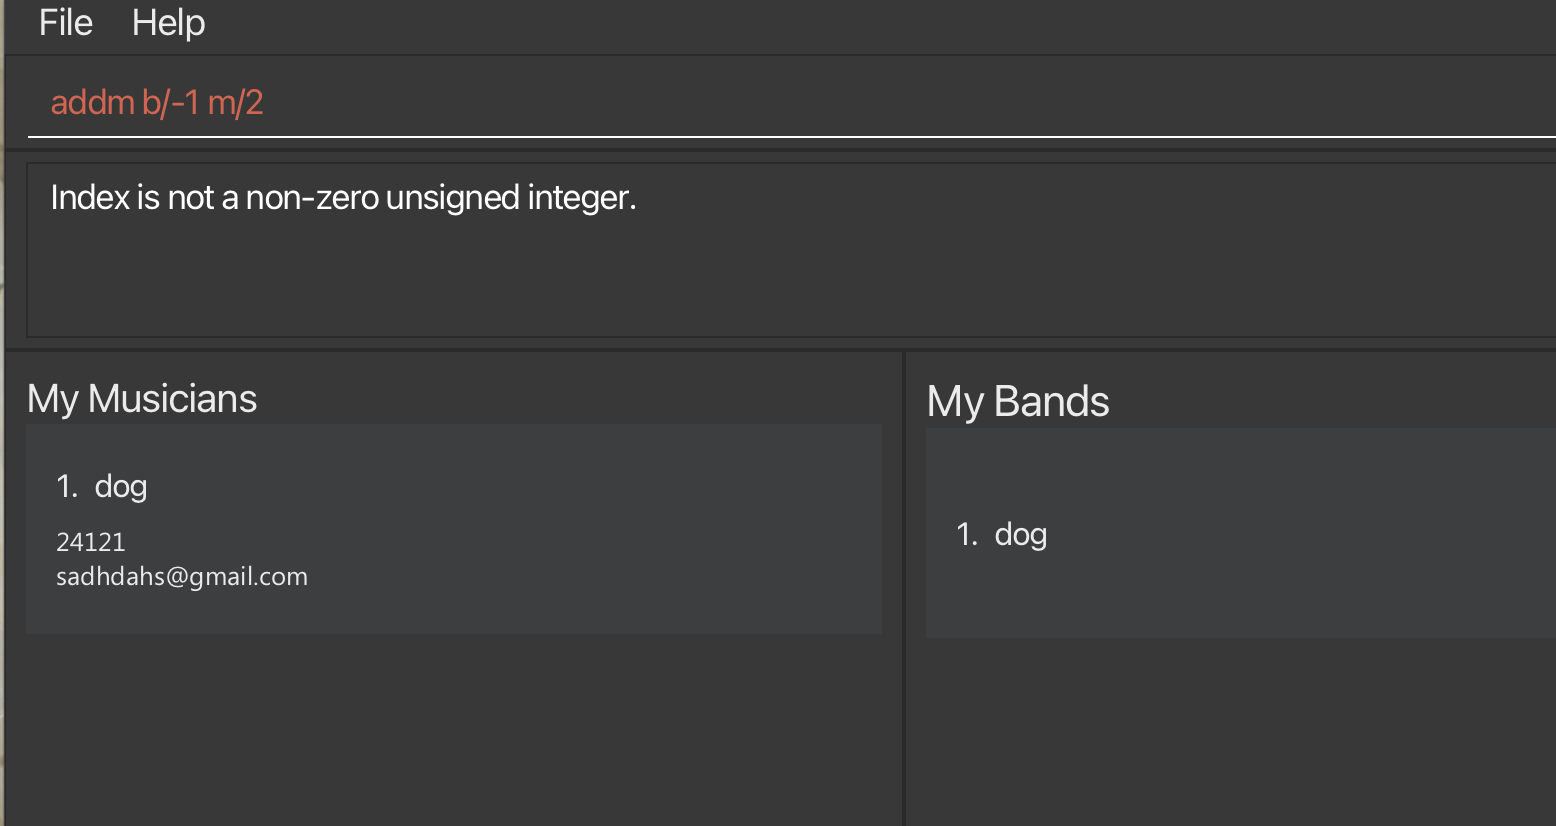 File Help
addm b/-1 m/2
Index is not a non-zero unsigned integer.
My Musicians
1. dog
24121
sadhdahs@gmail.com
My Bands
1. dog